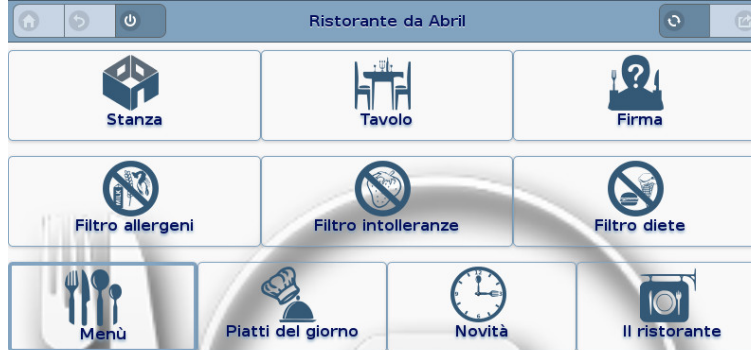 Ristorante da Abril
Stanza
Tavolo
Firma
Filtro allergeni
Filtro intolleranze
Filtro diete
Menù
Piatti del giorno
Novità
Il ristorante